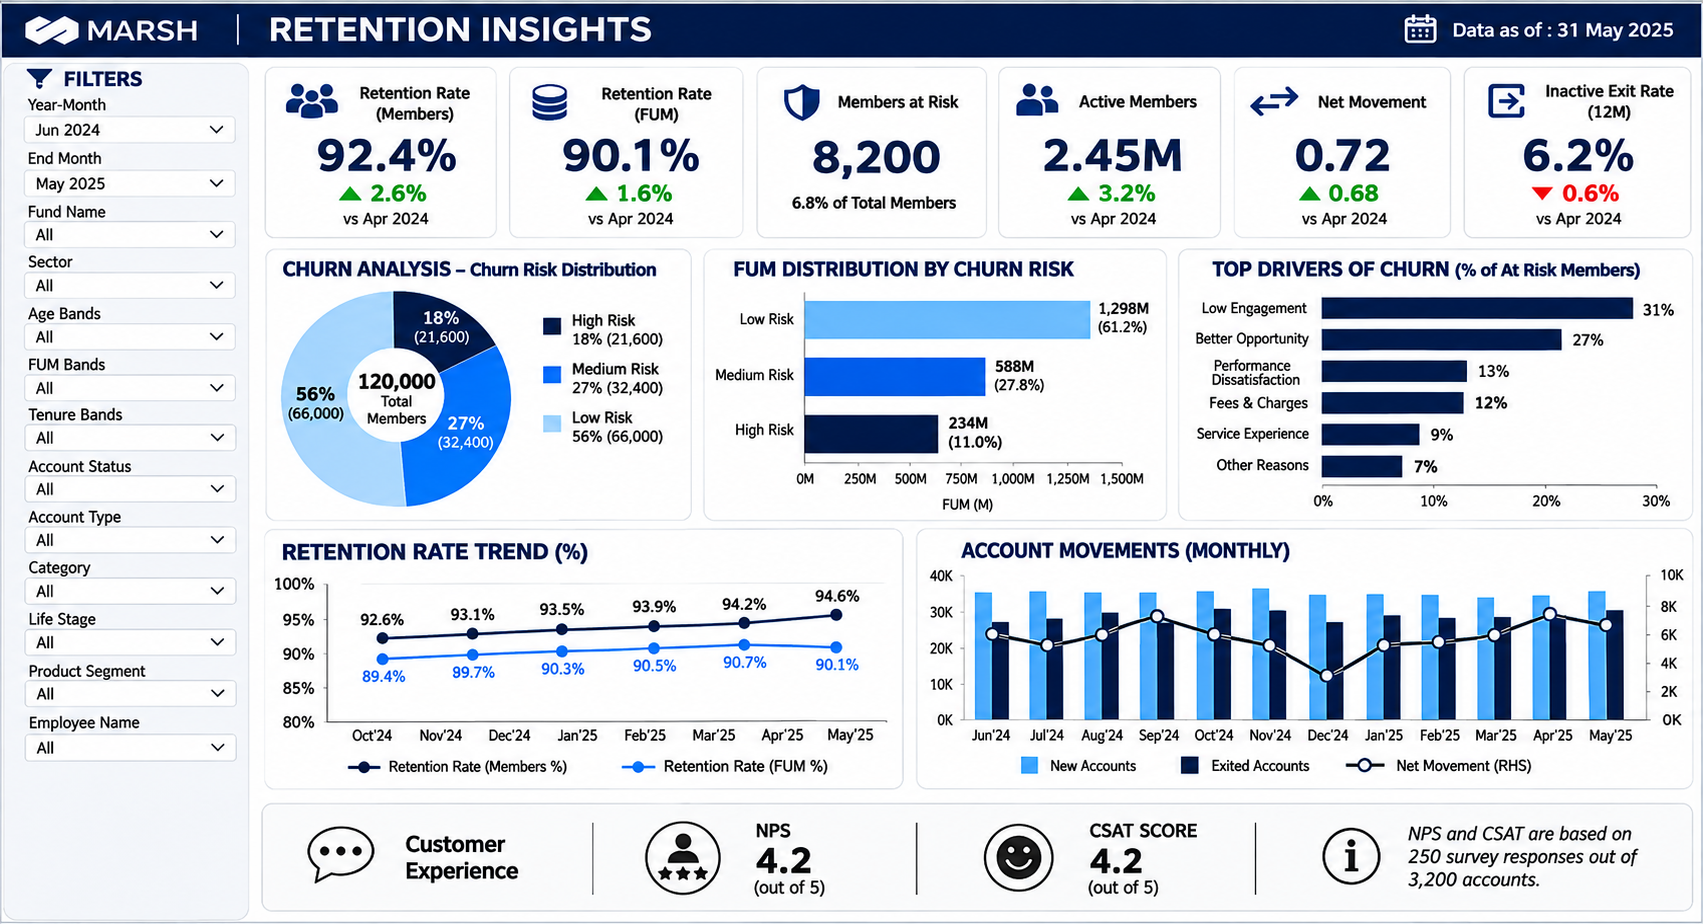 MARSH
RETENTION INSIGHTS
Data as of : 31 May 2025
FILTERS
Year-Month
Jun 2024
End Month
May 2025
Fund Name
All
Sector
All
Age Bands
All
FUM Bands
All
Tenure Bands
All
Account Status
All
Account Type
All
Category
All
Life Stage
All
Product Segment
All
Employee Name
All
Retention Rate
(Members)
92.4%
2.6%
vs Apr 2024
Retention Rate
(FUM)
90.1%
1.6%
vs Apr 2024
Members at Risk
8,200
6.8% of Total Members
Active Members
2.45M
3.2%
vs Apr 2024
Net Movement
0.72
0.68
vs Apr 2024
Inactive Exit Rate
(12M)
6.2%
0.6%
vs Apr 2024
CHURN ANALYSIS – Churn Risk Distribution
18%
(21,600)
56%
(66,000)
120,000
Total
Members
27%
(32,400)
High Risk
18% (21,600)
Medium Risk
27% (32,400)
Low Risk
56% (66,000)
FUM DISTRIBUTION BY CHURN RISK
Low Risk
1,298M
(61.2%)
Medium Risk
588M
(27.8%)
High Risk
234M
(11.0%)
0M 250M 500M 750M 1,000M 1,250M 1,500M
FUM (M)
TOP DRIVERS OF CHURN (% of At Risk Members)
Low Engagement 31%
Better Opportunity 27%
Performance
Dissatisfaction
13%
Fees & Charges 12%
Service Experience 9%
Other Reasons 7%
0% 10% 20% 30%
RETENTION RATE TREND (%)
100%
95%
90%
85%
80%
92.6% 93.1% 93.5% 93.9% 94.2% 94.6%
89.4% 89.7% 90.3% 90.5% 90.7% 90.1%
Oct'24 Nov'24 Dec'24 Jan'25 Feb'25 Mar'25 Apr'25 May'25
Retention Rate (Members %) Retention Rate (FUM %)
ACCOUNT MOVEMENTS (MONTHLY)
40K
30K
20K
10K
0K
10K
8K
6K
4K
2K
0K
Jun'24 Jul'24 Aug'24 Sep'24 Oct'24 Nov'24 Dec'24 Jan'25 Feb'25 Mar'25 Apr'25 May'25
New Accounts Exited Accounts Net Movement (RHS)
Customer
Experience
NPS
4.2
(out of 5)
CSAT SCORE
4.2
(out of 5)
NPS and CSAT are based on
250 survey responses out of
3,200 accounts.